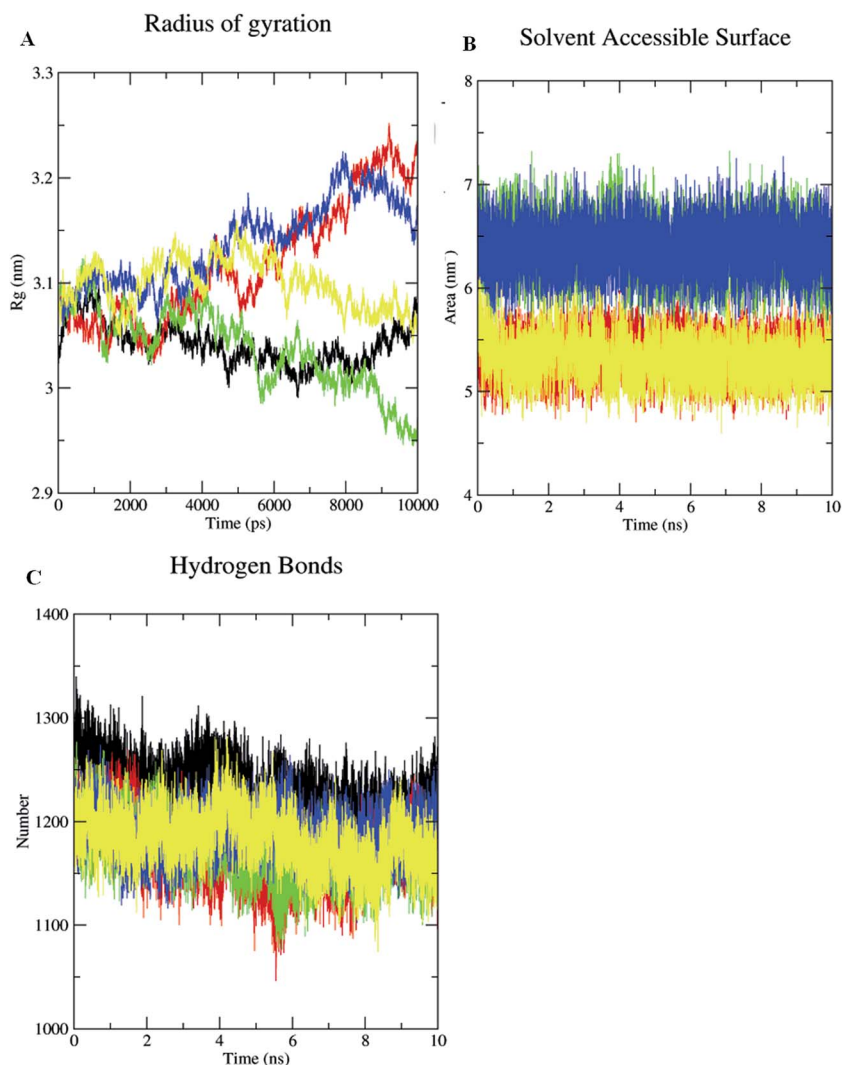 A
Radius of gyration
3.3
3.2
3.1
3
2.9
Rg (nm)
0 2000 4000 6000 8000 10000
Time (ps)
B
Solvent Accessible Surface
8
7
6
5
4
Area (nm
0 2 4 6 8 10
Time (ns)
C
Hydrogen Bonds
1400
1300
1200
1100
1000
Number
0 2 4 6 8 10
Time (ns)